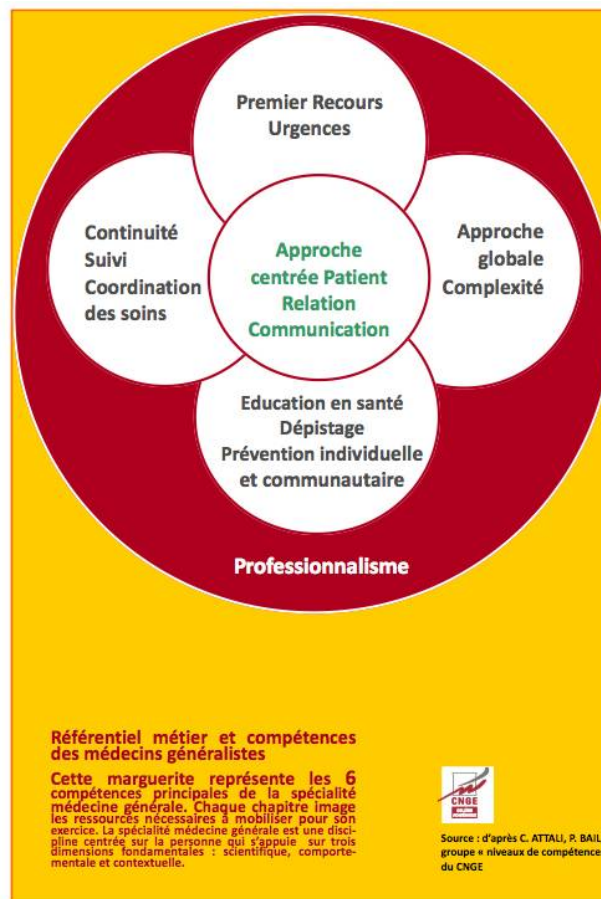 Premier Recours
Urgences
Continuité
Suivi
Coordination
des soins
Approche
centrée Patient
Relation
Communication
Approche
globale
Complexité
Education en santé
Dépistage
Prévention individuelle
et communautaire
Professionnalisme
Référentiel métier et compétences
des médecins généralistes
Cette marguerite représente les 6
compétences principales de la spécialité
médecine générale. Chaque chapitre image
les ressources nécessaires à mobiliser pour son
exercice. La spécialité médecine générale est une disci-
pline centrée sur la personne qui s'appuie sur trois
dimensions fondamentales : scientifique, comporte-
mentale et contextuelle.
CNGE
Source : d'après C. ATTALI, P. BAIL
groupe « niveaux de compétence
du CNGE